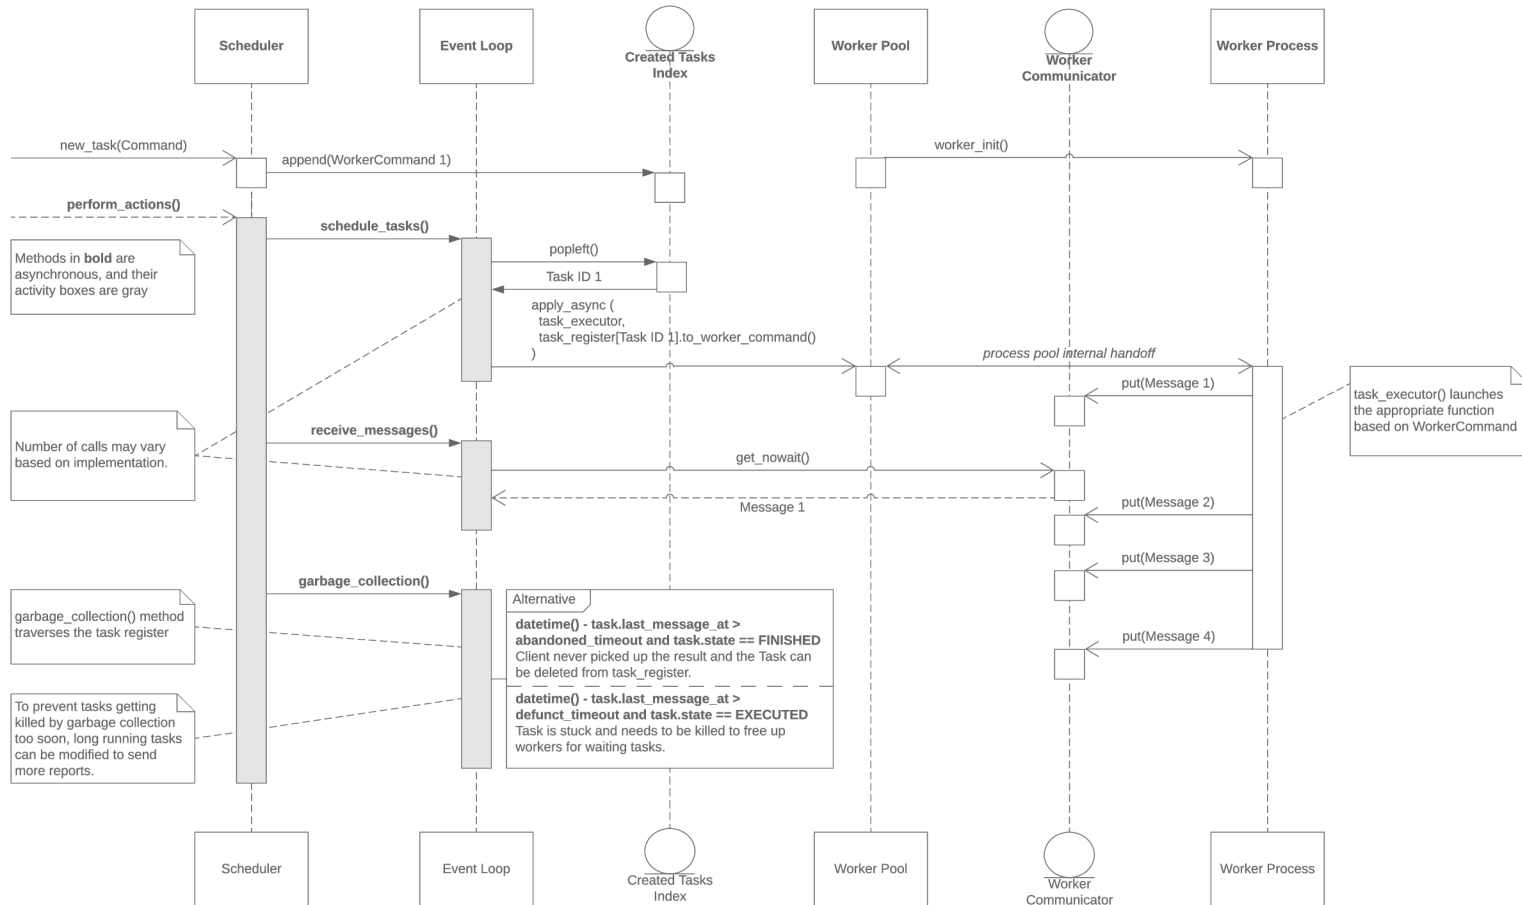 Scheduler
Event Loop
Created Tasks
Index
Worker Pool
Worker
Communicator
Worker Process
new_task(Command)
append(WorkerCommand 1)
worker_init()
perform_actions()
schedule_tasks()
Methods in bold are
asynchronous, and their
activity boxes are gray
popleft()
Task ID 1
apply_async (
task_executor,
task_register[Task ID 1].to_worker_command()
)
process pool internal handoff
put(Message 1)
task_executor() launches
the appropriate function
based on WorkerCommand
Number of calls may vary
based on implementation.
receive_messages()
get_nowait()
Message 1
put(Message 2)
put(Message 3)
garbage_collection()
garbage_collection() method
traverses the task register
Alternative
datetime() - task.last_message_at >
abandoned_timeout and task.state == FINISHED
Client never picked up the result and the Task can
be deleted from task_register.
put(Message 4)
datetime() - task.last_message_at >
defunct_timeout and task.state == EXECUTED
Task is stuck and needs to be killed to free up
workers for waiting tasks.
To prevent tasks getting
killed by garbage collection
too soon, long running tasks
can be modified to send
more reports.
Scheduler
Event Loop
Created Tasks
Index
Worker Pool
Worker
Communicator
Worker Process